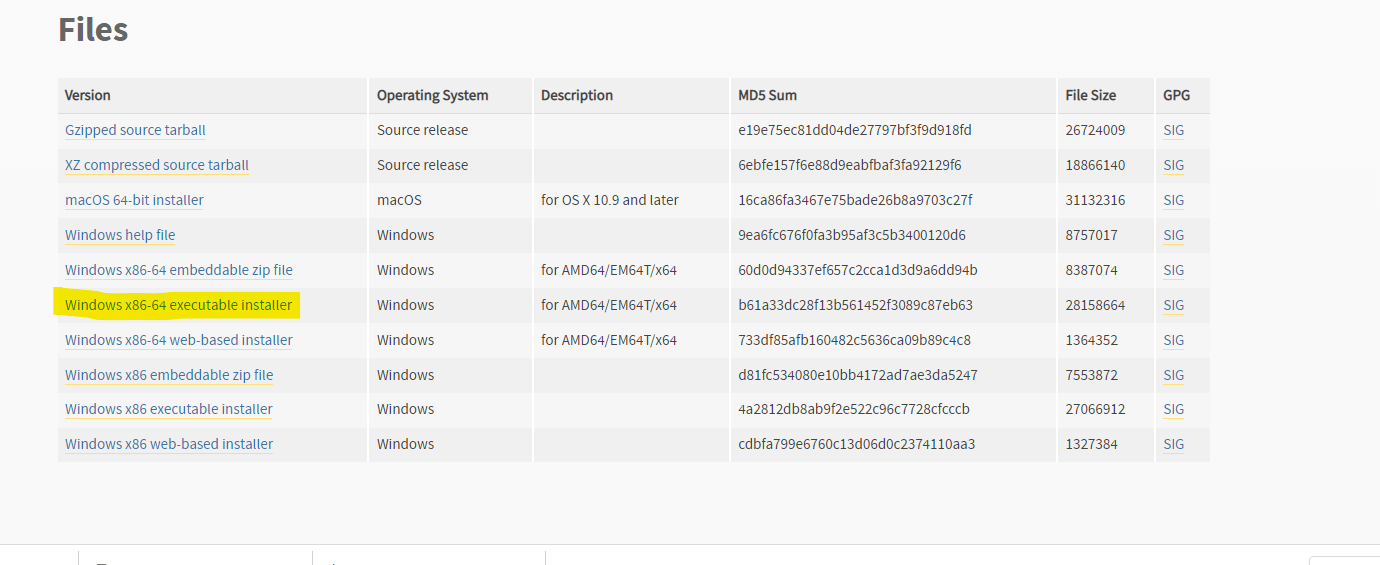 Files
Version Operating System Description MD5 Sum File Size GPG
Gzipped source tarball Source release e19e75ec81dd04de27797bf3f9d918fd 26724009 SIG
XZ compressed source tarball Source release 6ebfe157f6e88d9eabfbaf3fa92129f6 18866140 SIG
macOS 64-bit installer macOS for OS X 10.9 and later 16ca86fa3467e75bade26b8a9703c27f 31132316 SIG
Windows help file Windows 9ea6fc676f0fa3b95af3c5b3400120d6 8757017 SIG
Windows x86-64 embeddable zip file Windows for AMD64/EM64T/x64 60d0d94337ef657c2cca1d3d9a6dd94b 8387074 SIG
Windows x86-64 executable installer Windows for AMD64/EM64T/x64 b61a33dc28f13b561452f3089c87eb63 28158664 SIG
Windows x86-64 web-based installer Windows for AMD64/EM64T/x64 733df85afb160482c5636ca09b89c4c8 1364352 SIG
Windows x86 embeddable zip file Windows d81fc534080e10bb4172ad7ae3da5247 7553872 SIG
Windows x86 executable installer Windows 4a2812db8ab9f2e522c96c7728cfcccb 27066912 SIG
Windows x86 web-based installer Windows cdbfa799e6760c13d06d0c2374110aa3 1327384 SIG